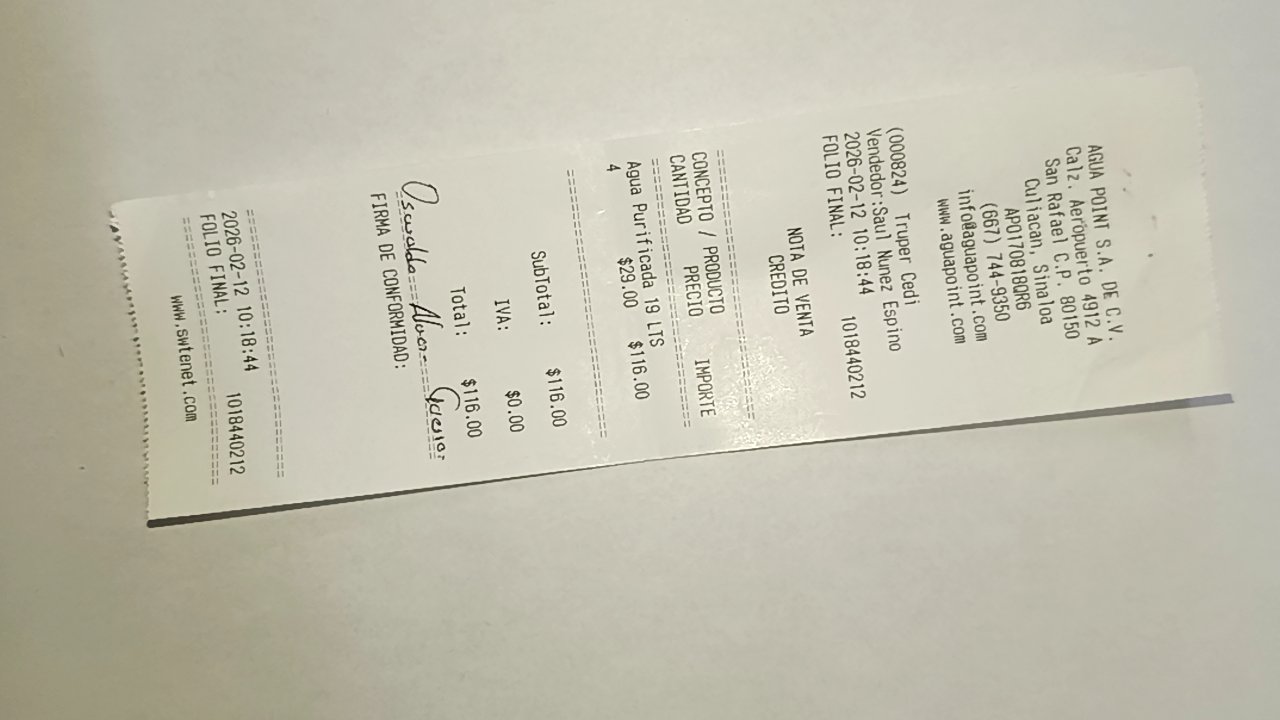 AGUA POINT S.A. DE C.V.
Calz. Aeropuerto 4912 A
San Rafael C.P. 80150
Culiacan, Sinaloa
APO170818QR6
(667) 744-9350
info@aguapoint.com
www.aguapoint.com
(000824) Truper Cedi
Vendedor:Saul Nunez Espino
2026-02-12 10:18:44
FOLIO FINAL: 1018440212
NOTA DE VENTA
CREDITO
CONCEPTO / PRODUCTO
CANTIDAD PRECIO IMPORTE
Agua Purificada 19 LTS
4 $29.00 $116.00
SubTotal: $116.00
IVA: $0.00
Total: $116.00
Oswaldo
FIRMA DE CONFORMIDAD:
2026-02-12 10:18:44
FOLIO FINAL: 1018440212
www.swtenet.com